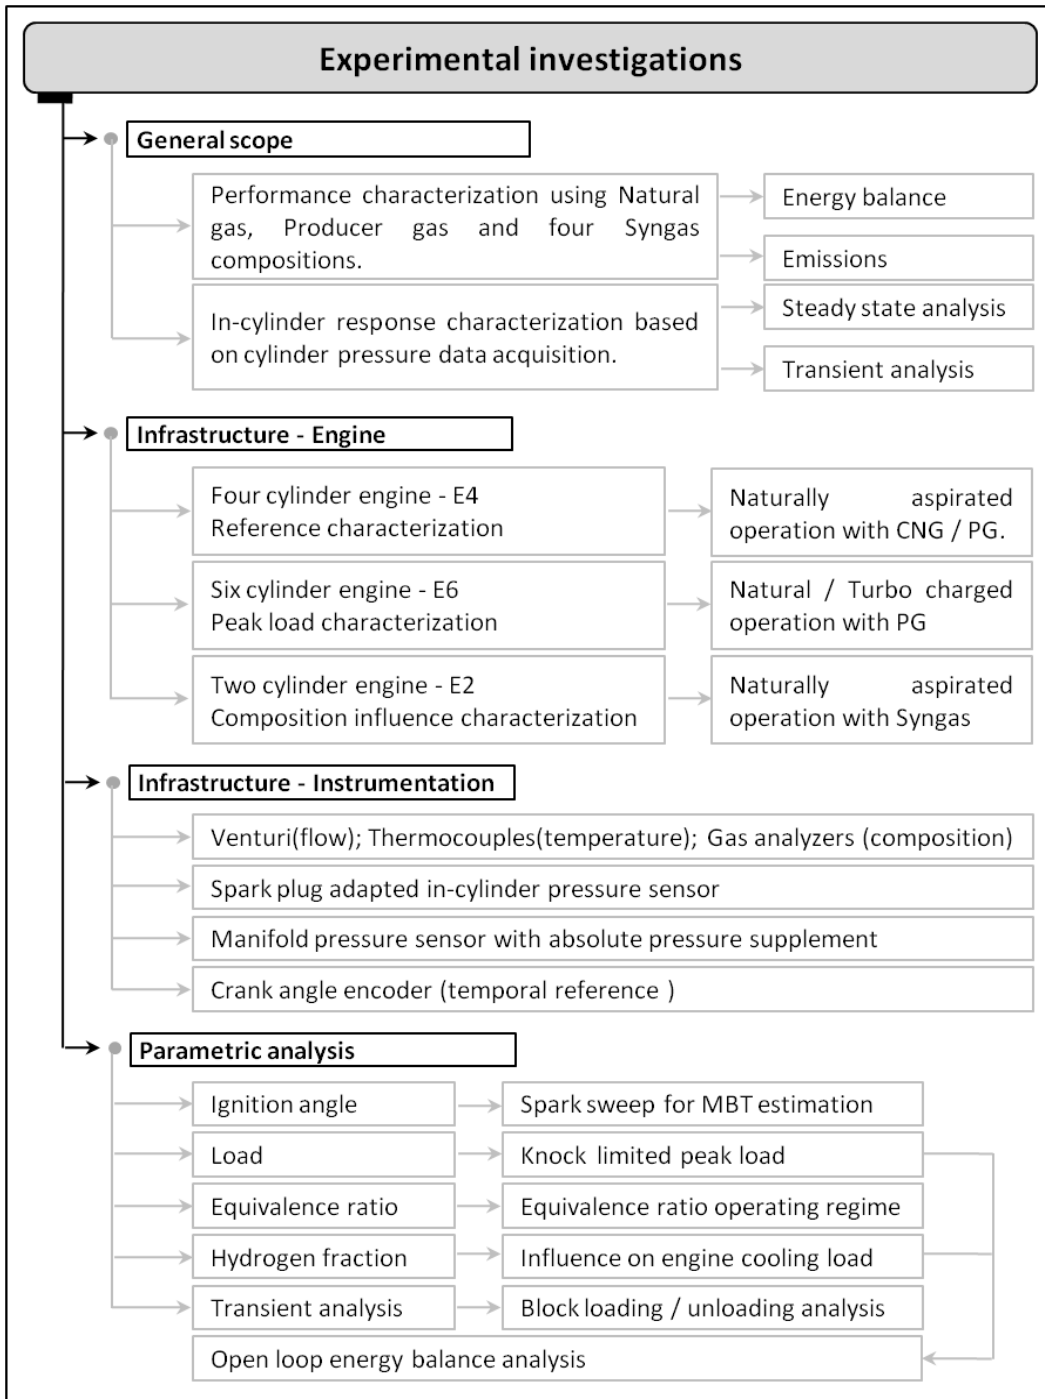 Experimental investigations
General scope
Performance characterization using Natural
gas, Producer gas and four Syngas
compositions.
Energy balance
Emissions
In-cylinder response characterization based
on cylinder pressure data acquisition.
Steady state analysis
Transient analysis
Infrastructure - Engine
Four cylinder engine - E4
Reference characterization
Naturally aspirated
operation with CNG / PG.
Six cylinder engine - E6
Peak load characterization
Natural / Turbo charged
operation with PG
Two cylinder engine - E2
Composition influence characterization
Naturally aspirated
operation with Syngas
Infrastructure - Instrumentation
Venturi(flow); Thermocouples(temperature); Gas analyzers (composition)
Spark plug adapted in-cylinder pressure sensor
Manifold pressure sensor with absolute pressure supplement
Crank angle encoder (temporal reference )
Parametric analysis
Ignition angle
Spark sweep for MBT estimation
Load
Knock limited peak load
Equivalence ratio
Equivalence ratio operating regime
Hydrogen fraction
Influence on engine cooling load
Transient analysis
Block loading / unloading analysis
Open loop energy balance analysis